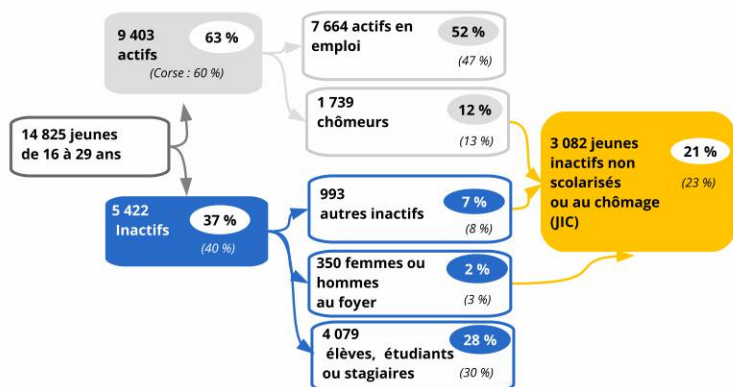 14 825 jeunes
de 16 à 29 ans
9 403
actifs
63 %
(Corse : 60 %)
7 664 actifs en
emploi
52 %
(47 %)
1 739
chômeurs
12 %
(13 %)
5 422
Inactifs
37 %
(40 %)
993
autres inactifs
7 %
(8 %)
350 femmes ou
hommes
au foyer
2 %
(3 %)
4 079
élèves, étudiants
ou stagiaires
28 %
(30 %)
3 082 jeunes
inactifs non
scolarisés
ou au chômage
(JIC)
21 %
(23 %)